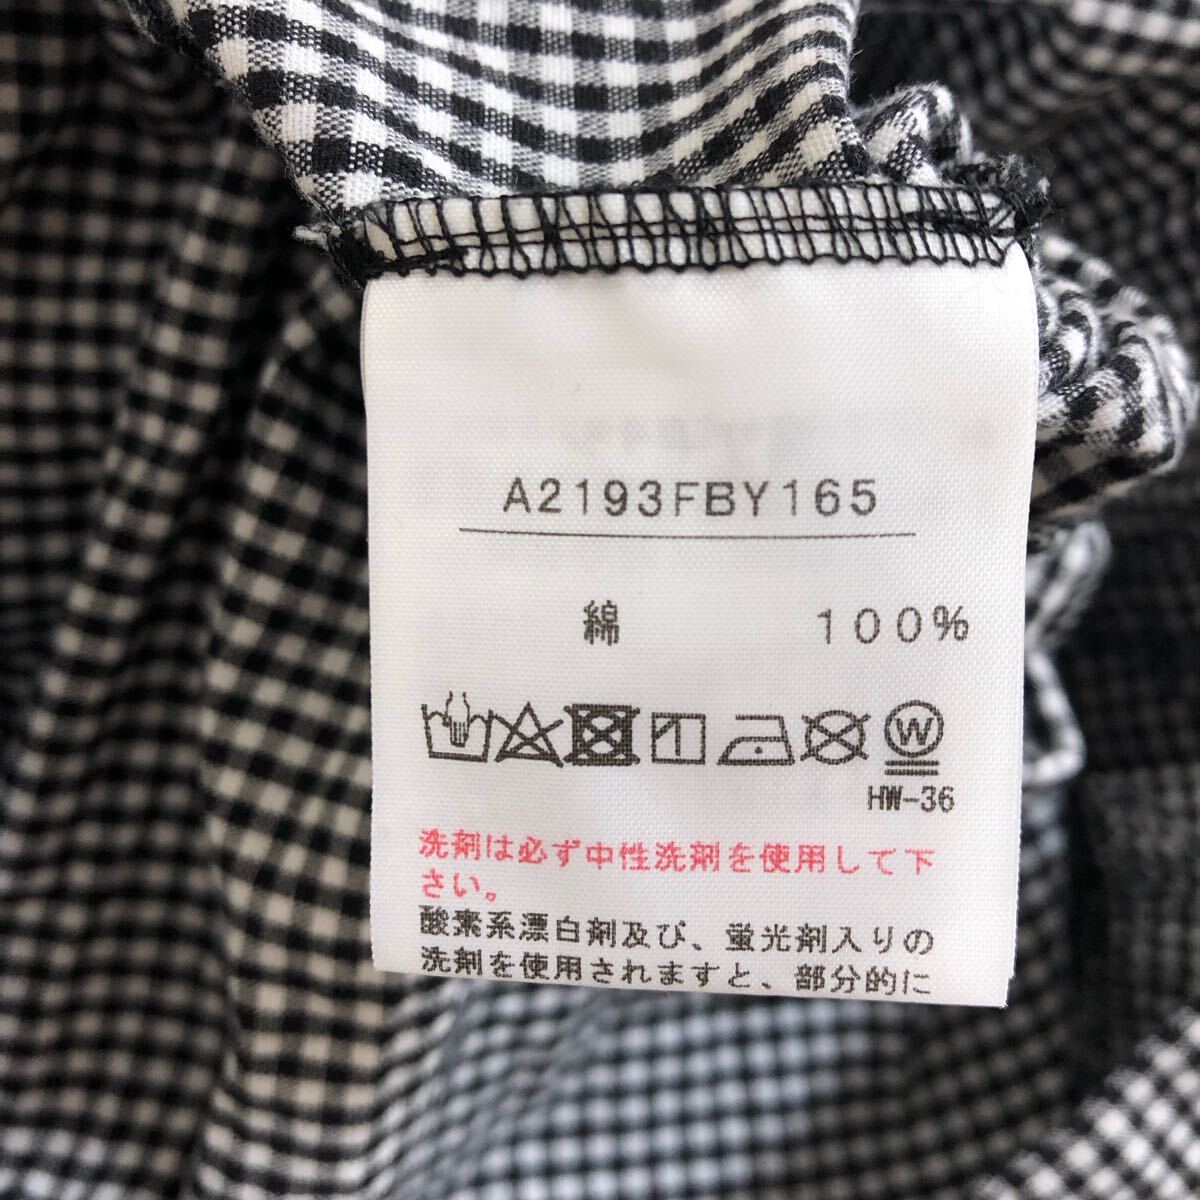 A2193FBY165
綿 100%
W
HW-36
洗剤は必ず中性洗剤を使用して下
さい。
酸素系漂白剤及び、蛍光剤入りの
洗剤を使用されますと、部分的に